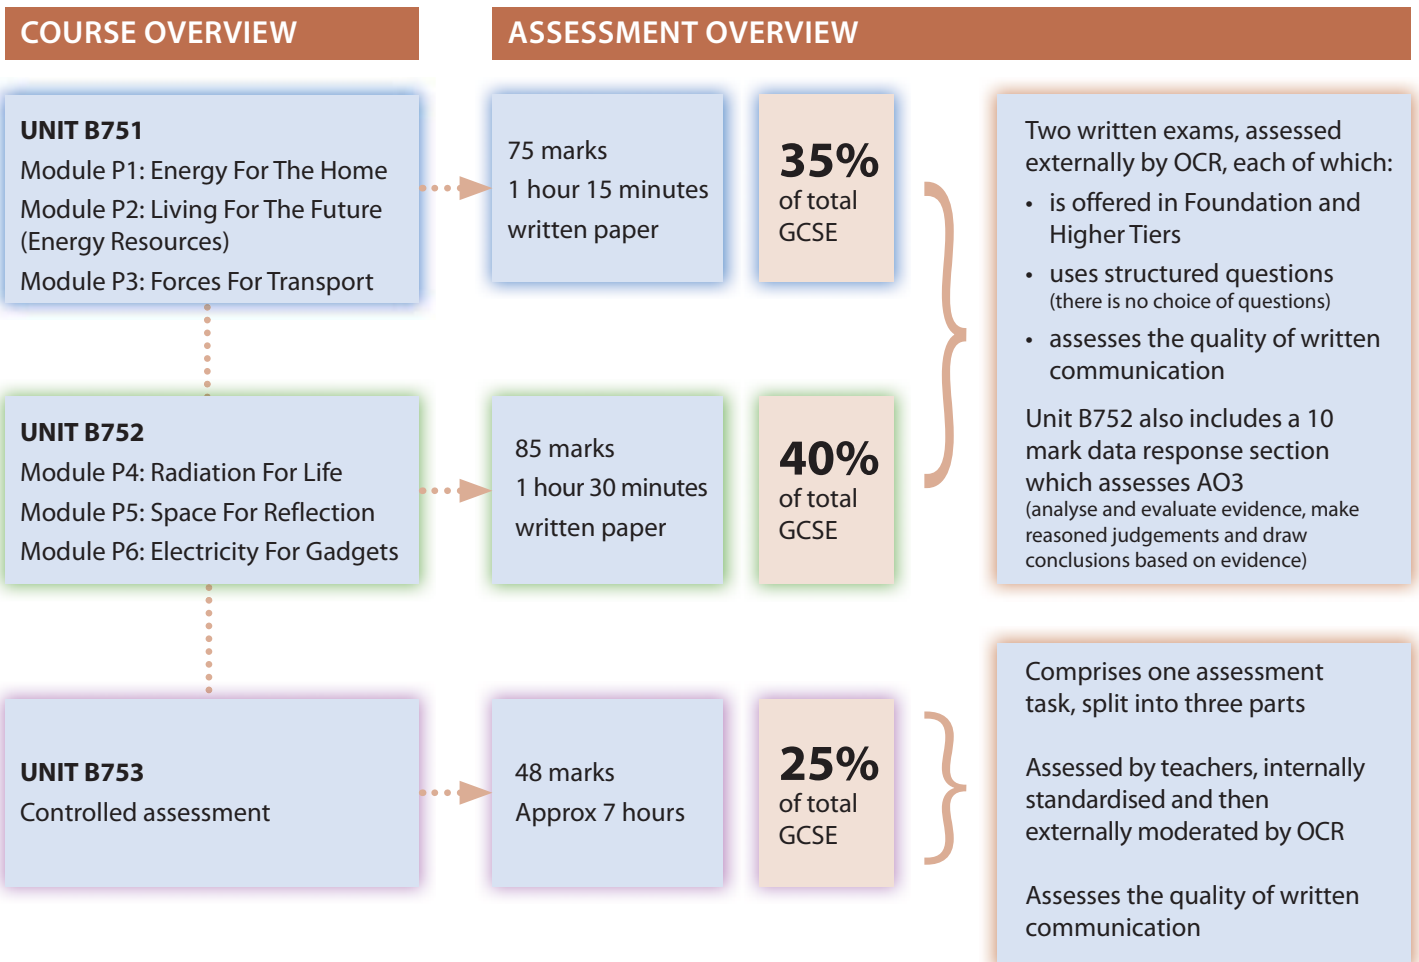 COURSE OVERVIEW
ASSESSMENT OVERVIEW
UNIT B751
Module P1: Energy For The Home
Module P2: Living For The Future
(Energy Resources)
Module P3: Forces For Transport
75 marks
1 hour 15 minutes
written paper
35%
of total
GCSE
Two written exams, assessed
externally by OCR, each of which:
• is offered in Foundation and
Higher Tiers
• uses structured questions
(there is no choice of questions)
• assesses the quality of written
communication
Unit B752 also includes a 10
mark data response section
which assesses AO3
(analyse and evaluate evidence, make
reasoned judgements and draw
conclusions based on evidence)
UNIT B752
Module P4: Radiation For Life
Module P5: Space For Reflection
Module P6: Electricity For Gadgets
85 marks
1 hour 30 minutes
written paper
40%
of total
GCSE
UNIT B753
Controlled assessment
48 marks
Approx 7 hours
25%
of total
GCSE
Comprises one assessment
task, split into three parts
Assessed by teachers, internally
standardised and then
externally moderated by OCR
Assesses the quality of written
communication